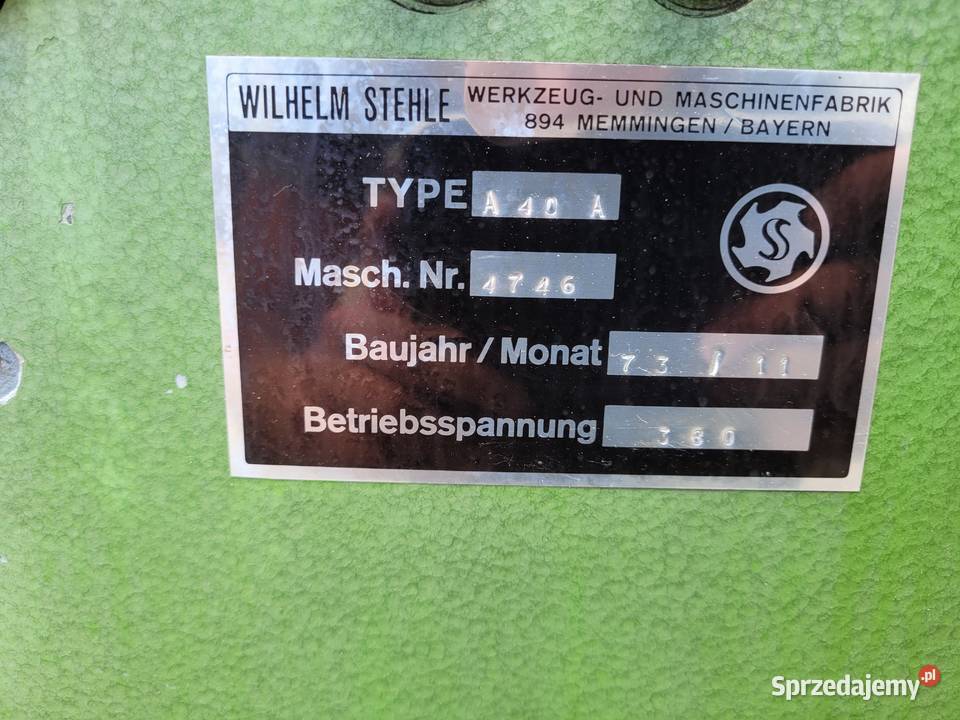 WILHELM STEHLE WERKZEUG- UND MASCHINENFABRIK
894 MEMMINGEN / BAYERN
TYPE A 40 A
SS
Masch. Nr. 4746
Baujahr / Monat 73 / 11
Betriebsspannung 380
Sprzedajemy.pl